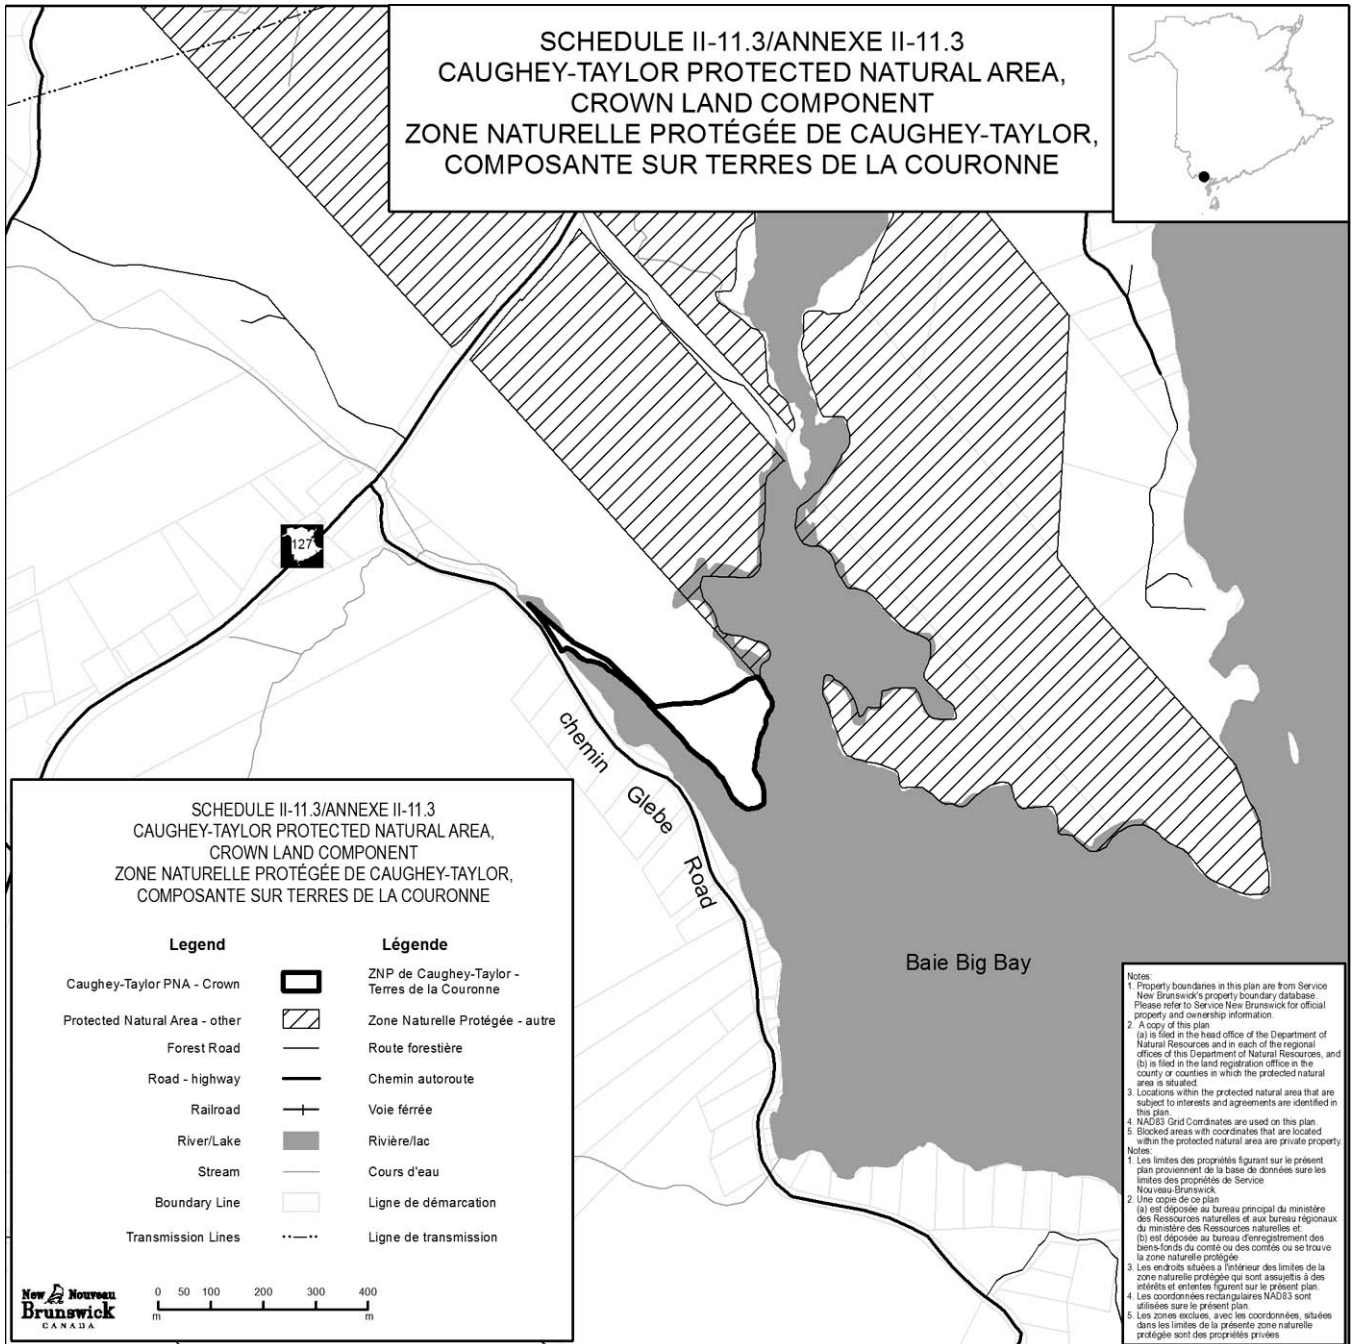 SCHEDULE II-11.3/ANNEXE II-11.3
CAUGHEY-TAYLOR PROTECTED NATURAL AREA,
CROWN LAND COMPONENT
ZONE NATURELLE PROTÉGÉE DE CAUGHEY-TAYLOR,
COMPOSANTE SUR TERRES DE LA COURONNE
127
chemin Glebe Road
Baie Big Bay
SCHEDULE II-11.3/ANNEXE II-11.3
CAUGHEY-TAYLOR PROTECTED NATURAL AREA,
CROWN LAND COMPONENT
ZONE NATURELLE PROTÉGÉE DE CAUGHEY-TAYLOR,
COMPOSANTE SUR TERRES DE LA COURONNE
Legend Légende
Caughey-Taylor PNA - Crown ZNP de Caughey-Taylor -
Terres de la Couronne
Protected Natural Area - other Zone Naturelle Protégée - autre
Forest Road Route forestière
Road - highway Chemin autoroute
Railroad Voie férrée
River/Lake Rivière/lac
Stream Cours d'eau
Boundary Line Ligne de démarcation
Transmission Lines Ligne de transmission
New Nouveau
Brunswick
CANADA
0 50 100 200 300 400
m m
Notes:
1. Property boundaries in this plan are from Service
New Brunswick's property boundary database.
Please refer to Service New Brunswick for official
property and ownership information.
2. A copy of this plan
(a) is filed in the head office of the Department of
Natural Resources and in each of the regional
offices of this Department of Natural Resources, and
(b) is filed in the land registration office in the
county or counties in which the protected natural
area is situated.
3. Locations within the protected natural area that are
subject to interests and agreements are identified in
this plan.
4. NAD83 Grid Corrdinates are used on this plan.
5. Blocked areas with coordinates that are located
within the protected natural area are private property.
Notes:
1. Les limites des propriétés figurant sur le présent
plan proviennent de la base de données sure les
limites des propriétés de Service
Nouveau-Brunswick.
2. Une copie de ce plan
(a) est déposée au bureau principal du ministère
des Ressources naturelles et aux bureau régionaux
du ministère des Ressources naturelles et:
(b) est déposée au bureau d'enregistrement des
biens-fonds du comté ou des comtés ou se trouve
la zone naturelle protégée
3. Les endroits situées a l'intérieur des limites de la
zone naturelle protégée qui sont assujettis à des
intérêts et ententes figurent sur le présent plan.
4. Les coordonnées rectangulaires NAD83 sont
utilisées sure le présent plan.
5. Les zones exclues, avec les coordonnées, situées
dans les limites de la présente zone naturelle
protégée sont des propriétés privées